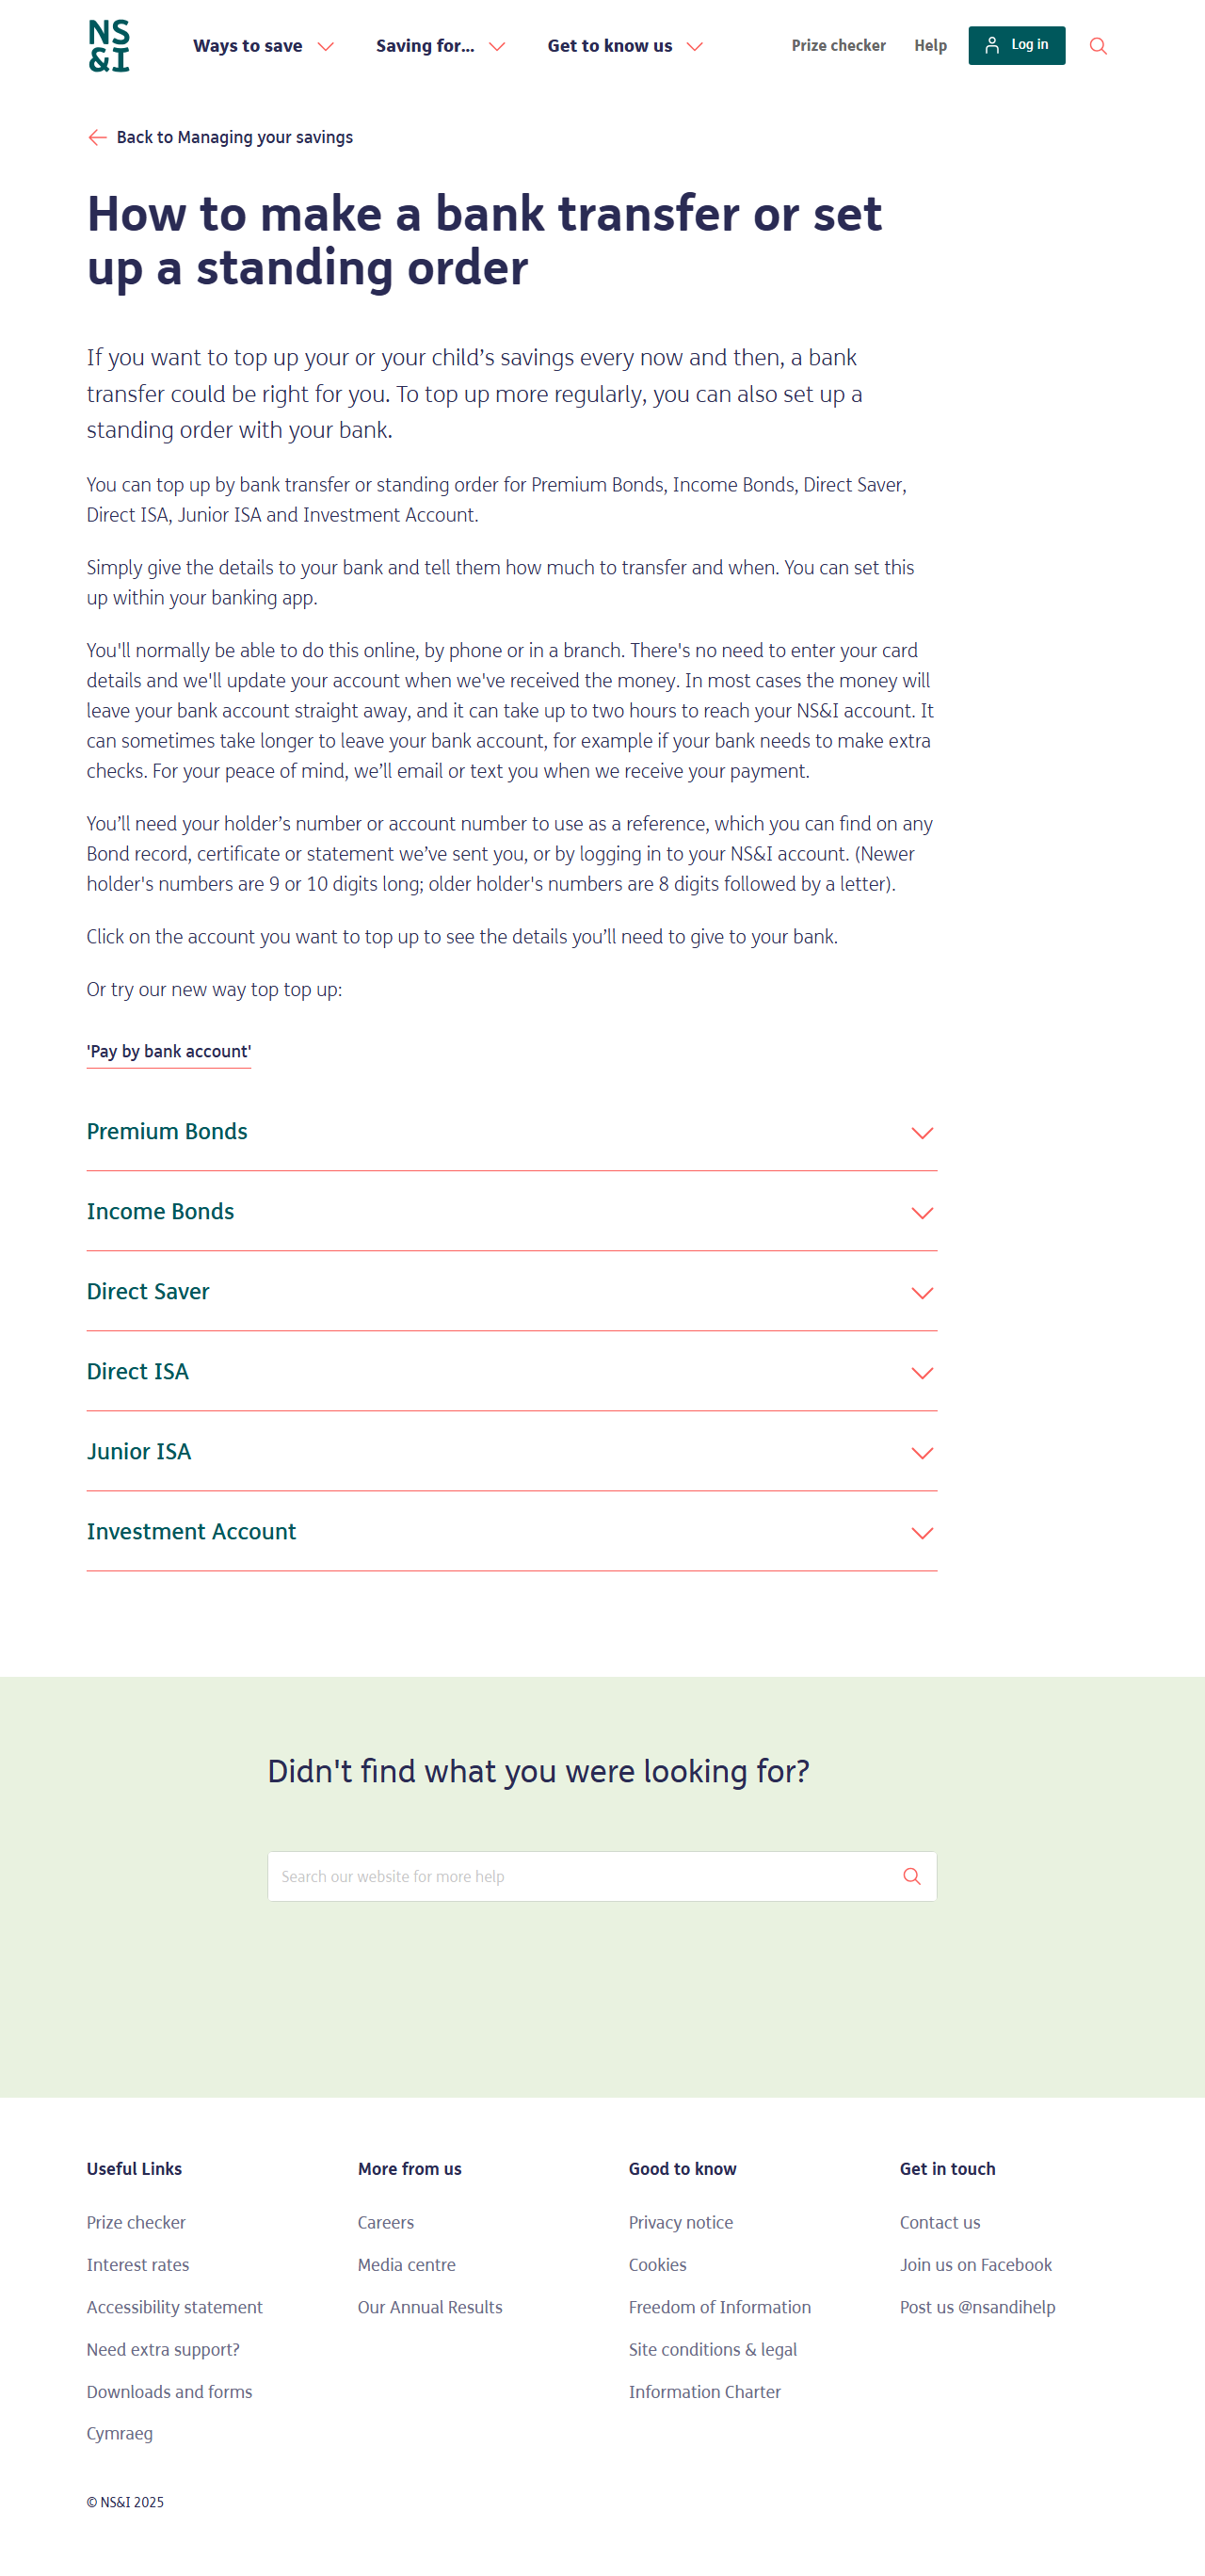 NS
&I
Ways to save
Saving for...
Get to know us
Prize checker
Help
Log in
Back to Managing your savings
How to make a bank transfer or set
up a standing order
If you want to top up your or your child’s savings every now and then, a bank
transfer could be right for you. To top up more regularly, you can also set up a
standing order with your bank.
You can top up by bank transfer or standing order for Premium Bonds, Income Bonds, Direct Saver,
Direct ISA, Junior ISA and Investment Account.
Simply give the details to your bank and tell them how much to transfer and when. You can set this
up within your banking app.
You'll normally be able to do this online, by phone or in a branch. There's no need to enter your card
details and we'll update your account when we've received the money. In most cases the money will
leave your bank account straight away, and it can take up to two hours to reach your NS&I account. It
can sometimes take longer to leave your bank account, for example if your bank needs to make extra
checks. For your peace of mind, we’ll email or text you when we receive your payment.
You’ll need your holder’s number or account number to use as a reference, which you can find on any
Bond record, certificate or statement we’ve sent you, or by logging in to your NS&I account. (Newer
holder's numbers are 9 or 10 digits long; older holder's numbers are 8 digits followed by a letter).
Click on the account you want to top up to see the details you’ll need to give to your bank.
Or try our new way top top up:
'Pay by bank account'
Premium Bonds
Income Bonds
Direct Saver
Direct ISA
Junior ISA
Investment Account
Didn't find what you were looking for?
Search our website for more help
Useful Links
Prize checker
Interest rates
Accessibility statement
Need extra support?
Downloads and forms
Cymraeg
More from us
Careers
Media centre
Our Annual Results
Good to know
Privacy notice
Cookies
Freedom of Information
Site conditions & legal
Information Charter
Get in touch
Contact us
Join us on Facebook
Post us @nsandihelp
© NS&I 2025